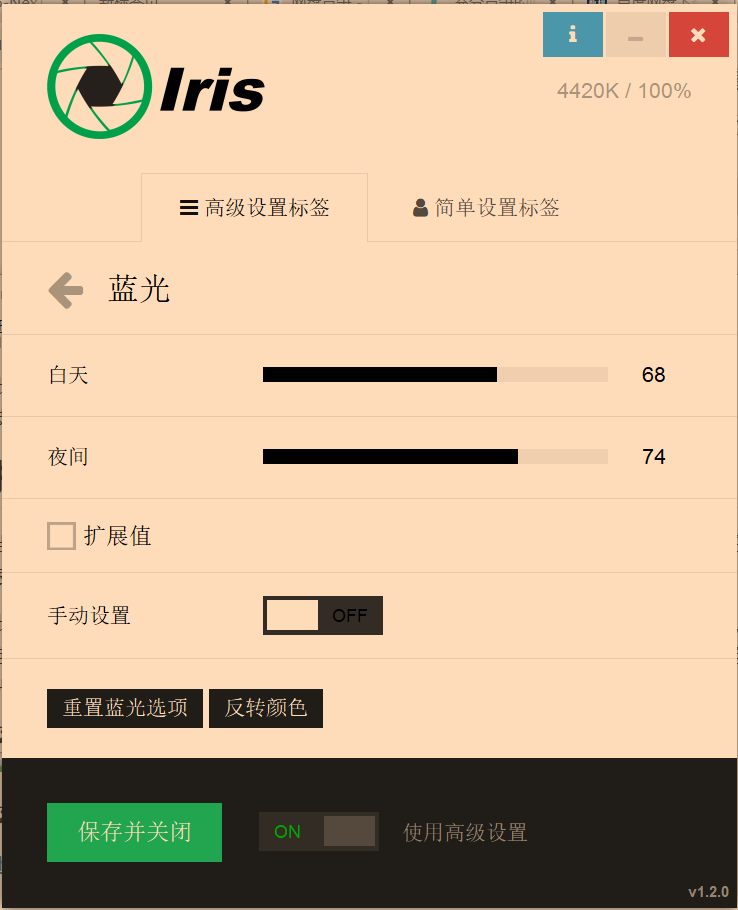 Iris
4420K / 100%
高级设置标签
简单设置标签
蓝光
白天
68
夜间
74
扩展值
手动设置
OFF
重置蓝光选项
反转颜色
保存并关闭
ON
使用高级设置
v1.2.0